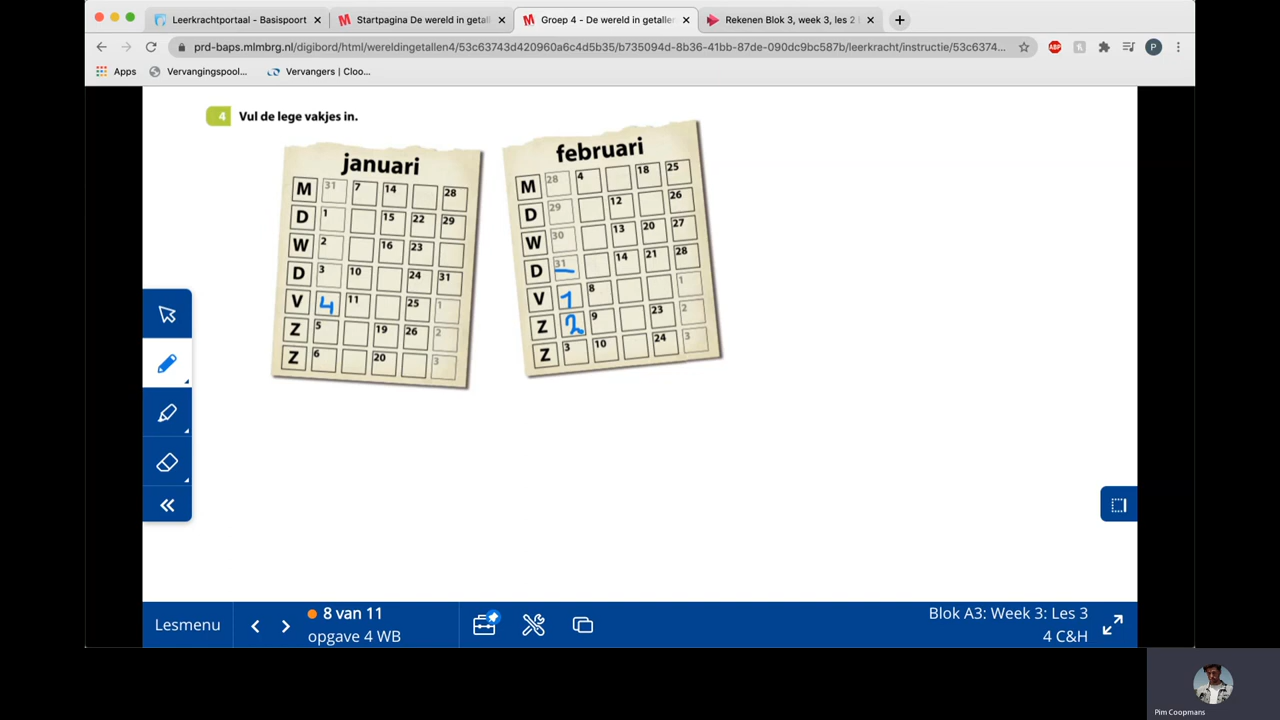 Leerkrachtportaal - Basispoort
Startpagina De wereld in getal
Groep 4 - De wereld in getaller
Rekenen Blok 3, week 3, les 2
prd-baps.mlmbrg.nl/digibord/html/wereldingetallen4/53c63743d420960a6c4d5b35/b735094d-8b36-41bb-87de-090dc9bc587b/leerkracht/instructie/53c6374...
ABP
P
Apps
Vervangingspool...
Vervangers | Cloo...
4 Vul de lege vakjes in.
januari
M 31 7 14 28
D 1 15 22 29
W 2 16 23
D 3 10 24 31
V 4 11 25 1
Z 5 19 26 2
Z 6 20 3
februari
M 28 4 18 25
D 29 12 26
W 30 13 20 27
D 31 14 21 28
V 1 8 1
Z 2 9 23 2
Z 3 10 24 3
Lesmenu
8 van 11
opgave 4 WB
Blok A3: Week 3: Les 3
4 C&H
Pim Coopmans